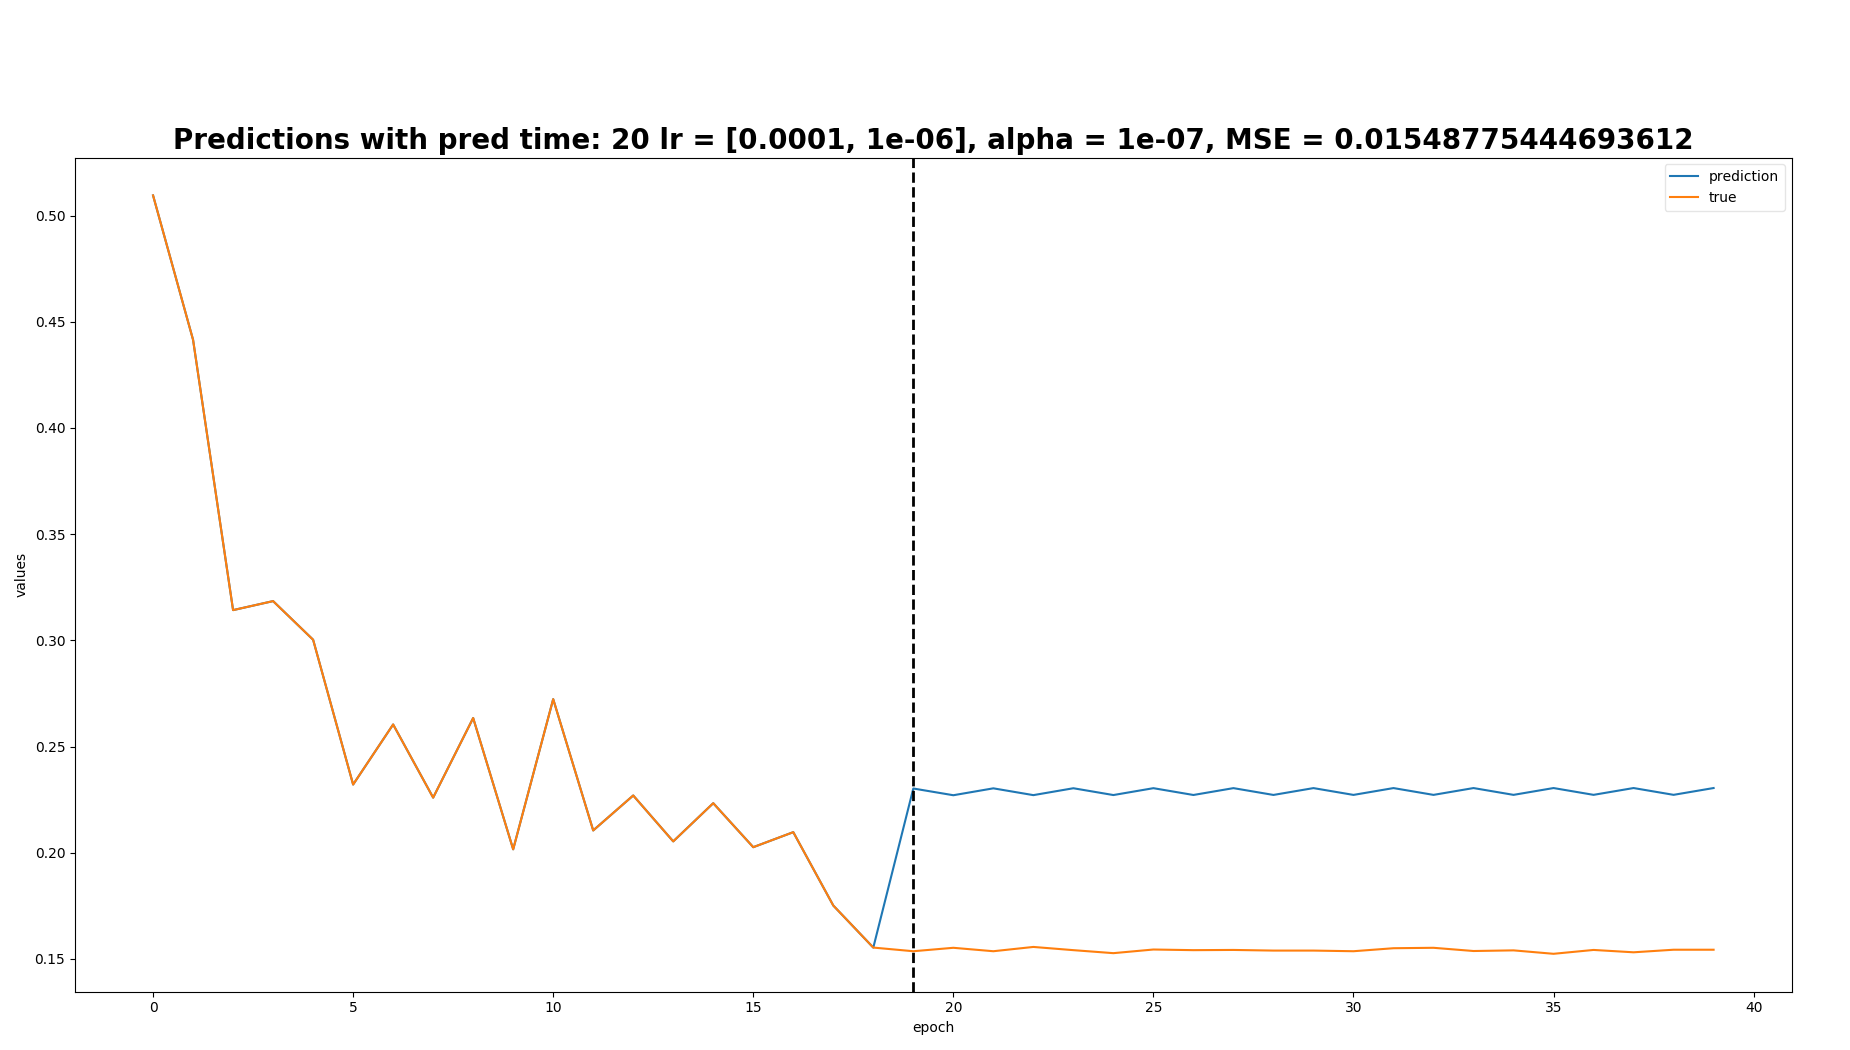 Predictions with pred time: 20 lr = [0.0001, 1e-06], alpha = 1e-07, MSE = 0.01548775444693612
prediction
true
0.50
0.45
0.40
0.35
0.30
0.25
0.20
0.15
values
0 5 10 15 20 25 30 35 40
epoch